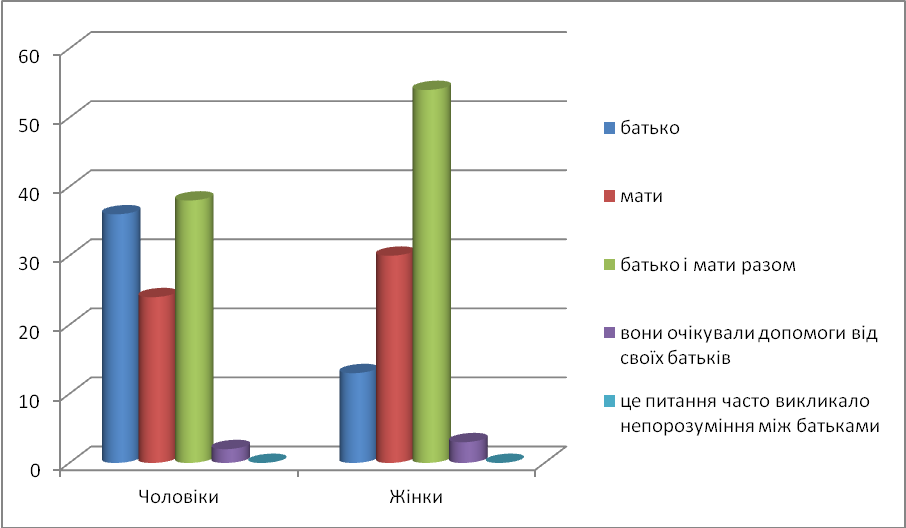 60
50
40
30
20
10
0
Чоловіки
Жінки
батько
мати
батько і мати разом
вони очікували допомоги від
своїх батьків
це питання часто викликало
непорозуміння між батьками